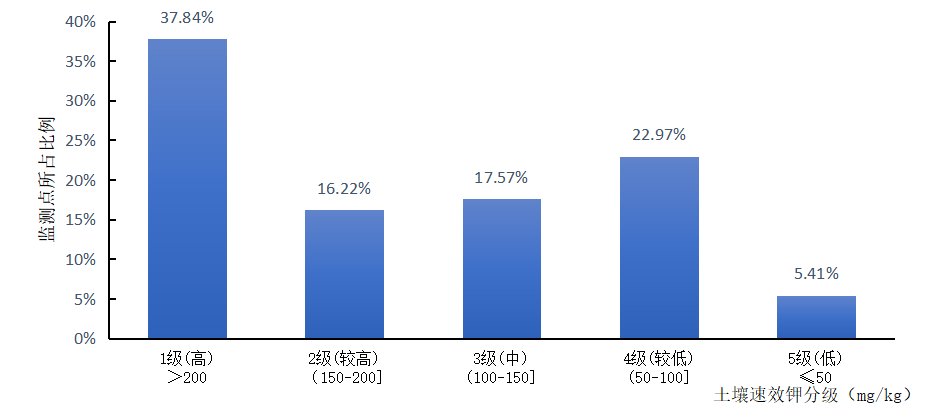 监测点所占比例
40%
35%
30%
25%
20%
15%
10%
5%
0%
37.84%
16.22%
17.57%
22.97%
5.41%
1级(高)
＞200
2级(较高)
(150-200]
3级(中)
(100-150]
4级(较低)
(50-100]
5级(低)
≤50
土壤速效钾分级（mg/kg）